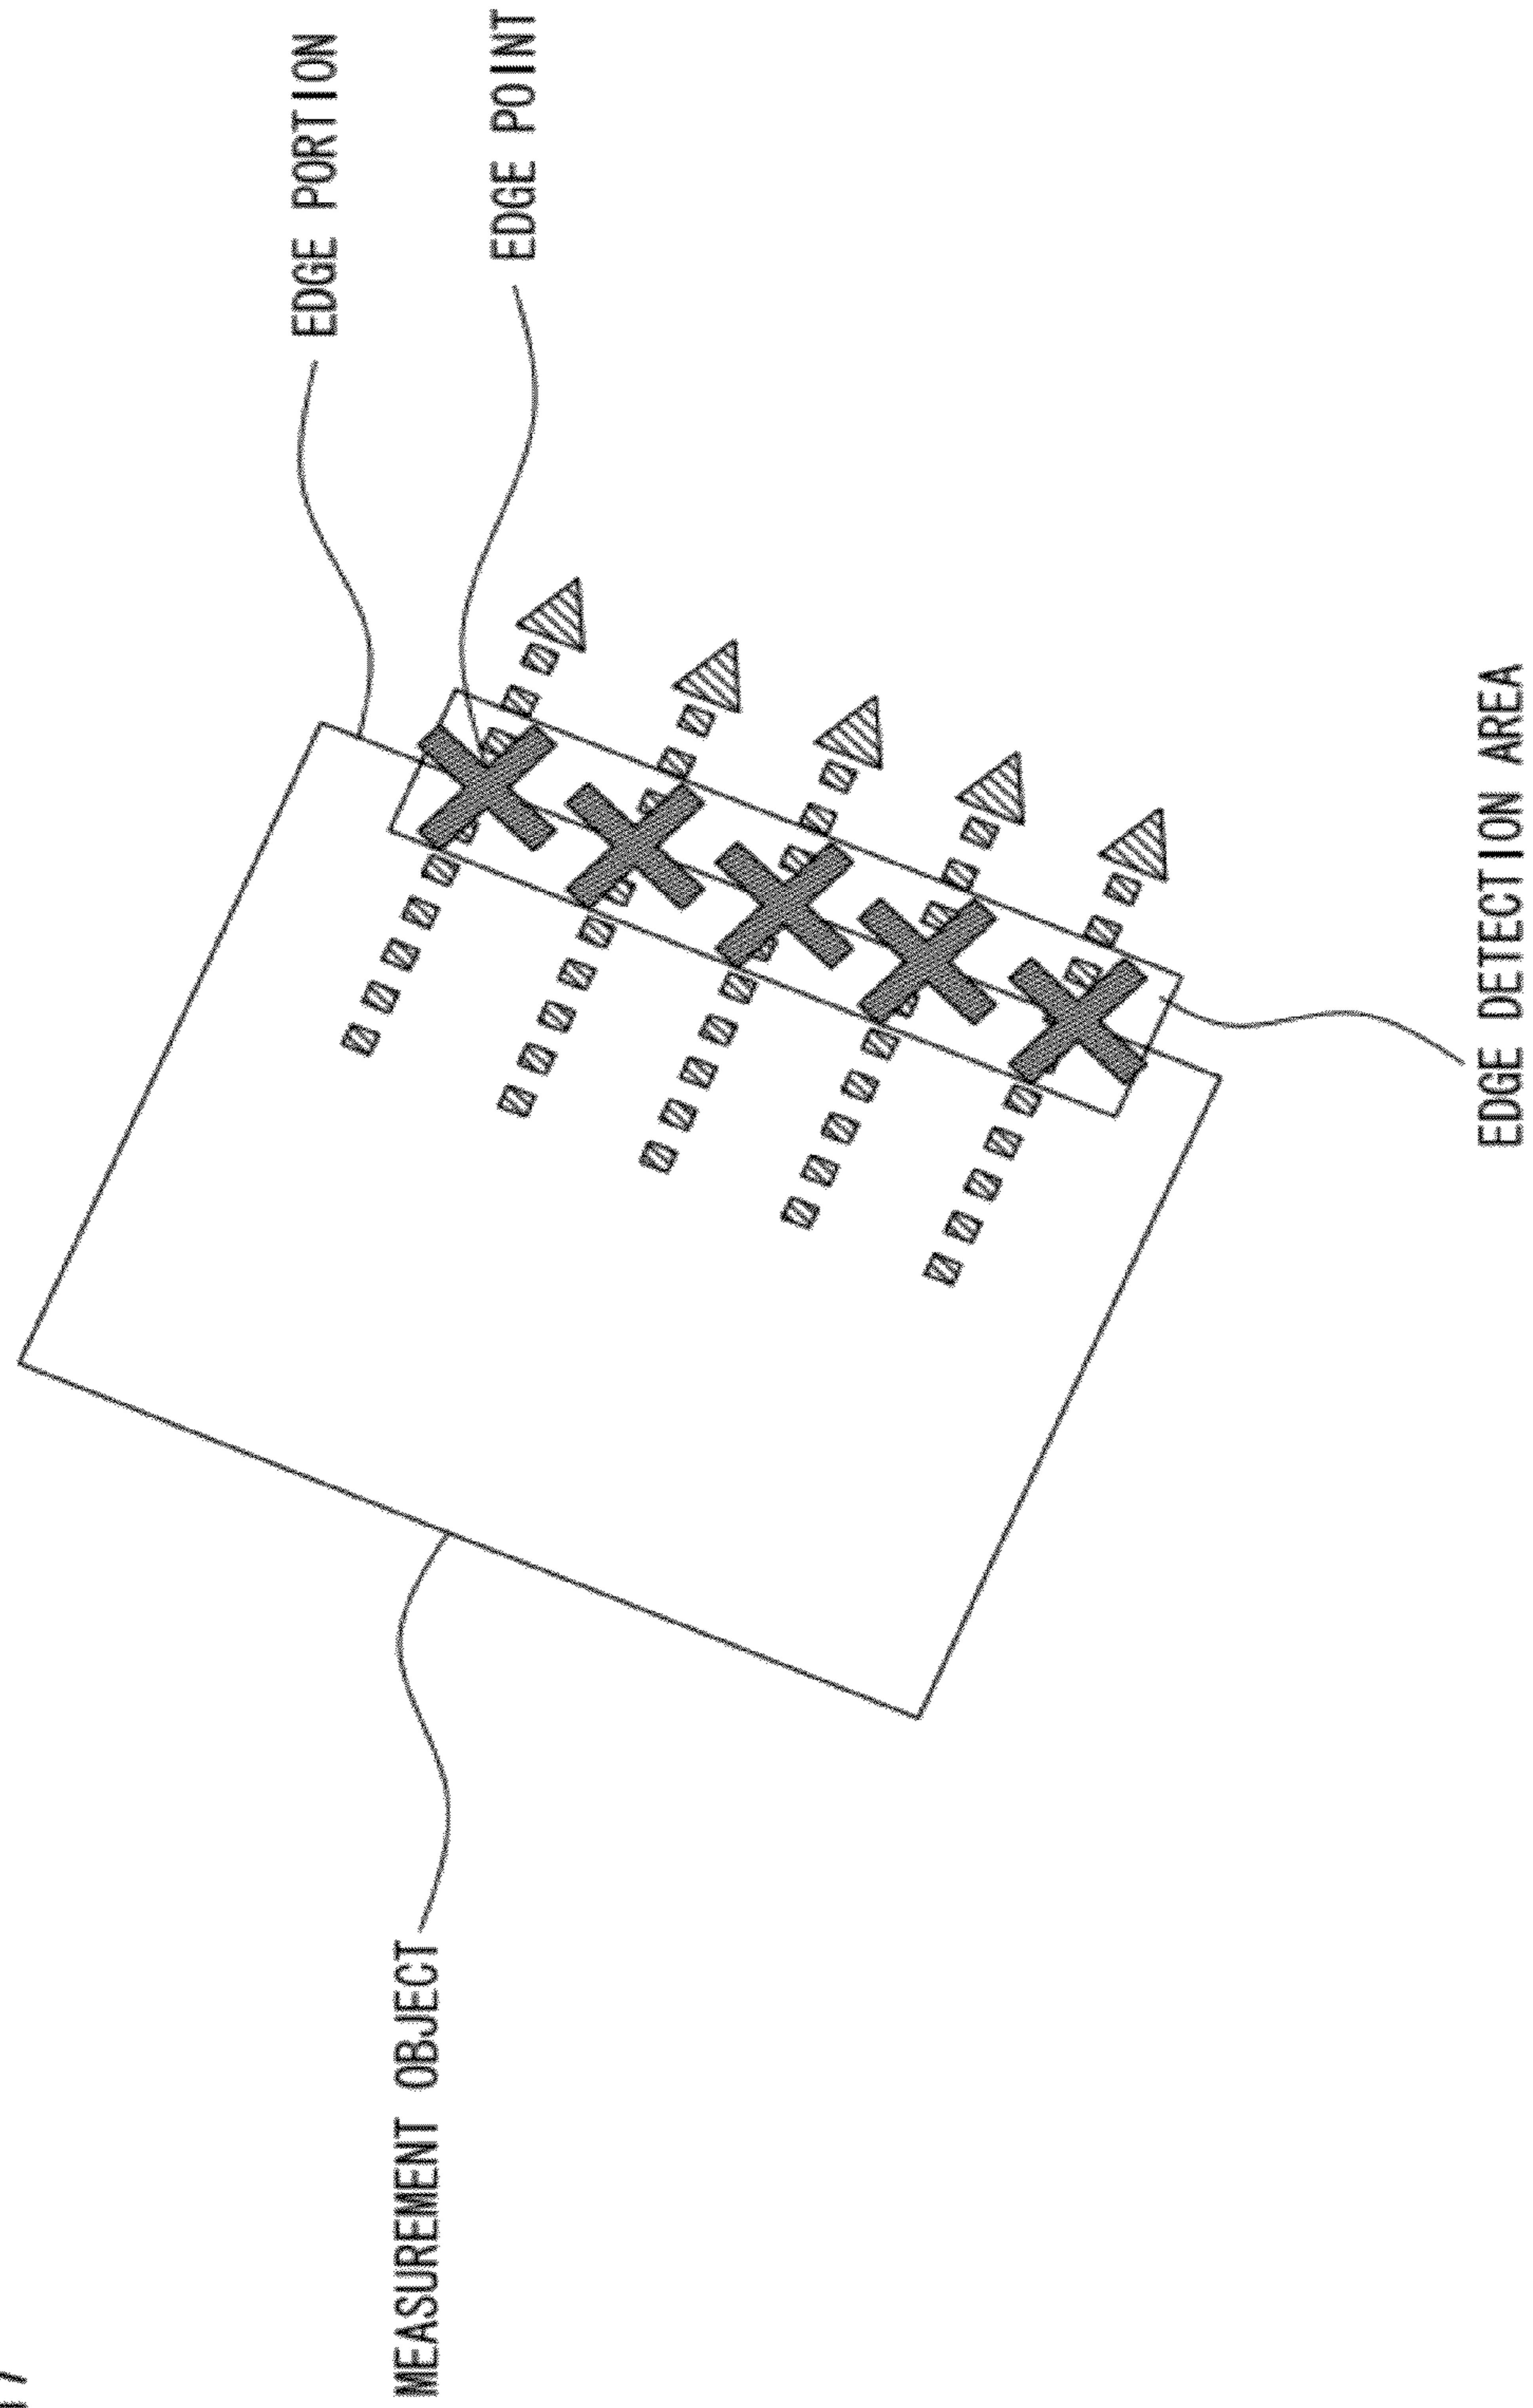 EDGE PORTION
EDGE POINT
MEASUREMENT OBJECT
EDGE DETECTION AREA